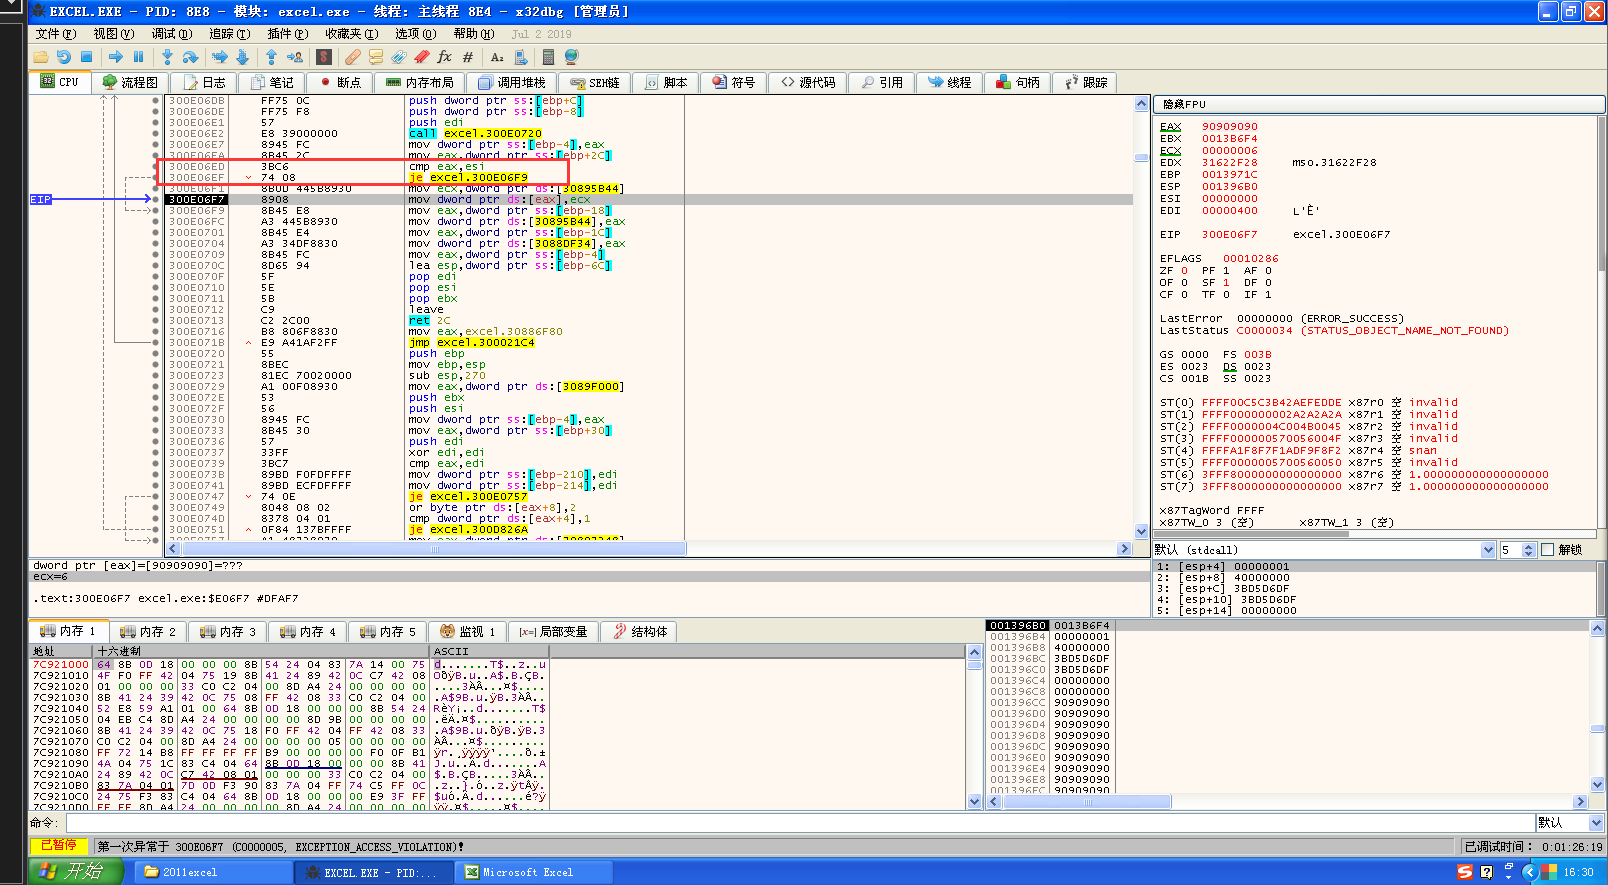 EXCEL.EXE - PID: 8E8 - 模块: excel.exe - 线程: 主线程 8E4 - x32dbg [管理员]
文件(F) 视图(V) 调试(D) 追踪(T) 插件(P) 收藏夹(I) 选项(O) 帮助(H) Jul 2 2019
CPU 流程图 日志 笔记 断点 内存布局 调用堆栈 SEH链 脚本 符号 源代码 引用 线程 句柄 跟踪
300E06DB FF75 0C push dword ptr ss:[ebp+C]
300E06DE FF75 F8 push dword ptr ss:[ebp-8]
300E06E1 57 push edi
300E06E2 E8 39000000 call excel.300E0720
300E06E7 8945 FC mov dword ptr ss:[ebp-4],eax
300E06EA 8B45 2C mov eax,dword ptr ss:[ebp+2C]
300E06ED 3BC6 cmp eax,esi
300E06EF 74 08 je excel.300E06F9
300E06F1 8B0D 445B8930 mov ecx,dword ptr ds:[30895B44]
EIP 300E06F7 8908 mov dword ptr ds:[eax],ecx
300E06F9 8B45 E8 mov eax,dword ptr ss:[ebp-18]
300E06FC A3 445B8930 mov dword ptr ds:[30895B44],eax
300E0701 8B45 E4 mov eax,dword ptr ss:[ebp-1C]
300E0704 A3 34DF8830 mov dword ptr ds:[3088DF34],eax
300E0709 8B45 FC mov eax,dword ptr ss:[ebp-4]
300E070C 8D65 94 lea esp,dword ptr ss:[ebp-6C]
300E070F 5F pop edi
300E0710 5E pop esi
300E0711 5B pop ebx
300E0712 C9 leave
300E0713 C2 2C00 ret 2C
300E0716 B8 806F8830 mov eax,excel.30886F80
300E071B E9 A41AF2FF jmp excel.300021C4
300E0720 55 push ebp
300E0721 8BEC mov ebp,esp
300E0723 81EC 70020000 sub esp,270
300E0729 A1 00F08930 mov eax,dword ptr ds:[3089F000]
300E072E 53 push ebx
300E072F 56 push esi
300E0730 8945 FC mov dword ptr ss:[ebp-4],eax
300E0733 8B45 30 mov eax,dword ptr ss:[ebp+30]
300E0736 57 push edi
300E0737 33FF xor edi,edi
300E0739 3BC7 cmp eax,edi
300E073B 89BD F0FDFFFF mov dword ptr ss:[ebp-210],edi
300E0741 89BD ECFDFFFF mov dword ptr ss:[ebp-214],edi
300E0747 74 0E je excel.300E0757
300E0749 8048 08 02 or byte ptr ds:[eax+8],2
300E074D 8378 04 01 cmp dword ptr ds:[eax+4],1
300E0751 0F84 137BFFFF je excel.300D826A
dword ptr [eax]=[90909090]=???
ecx=6
.text:300E06F7 excel.exe:$E06F7 #DFAF7
隐藏FPU
EAX 90909090
EBX 0013B6F4
ECX 00000006
EDX 31622F28 mso.31622F28
EBP 0013971C
ESP 001396B0
ESI 00000000
EDI 00000400 L'È'
EIP 300E06F7 excel.300E06F7
EFLAGS 00010286
ZF 0 PF 1 AF 0
OF 0 SF 1 DF 0
CF 0 TF 0 IF 1
LastError 00000000 (ERROR_SUCCESS)
LastStatus C0000034 (STATUS_OBJECT_NAME_NOT_FOUND)
GS 0000 FS 003B
ES 0023 DS 0023
CS 001B SS 0023
ST(0) FFFF00C5C3B42AEFEDDE x87r0 空 invalid
ST(1) FFFF000000002A2A2A2A x87r1 空 invalid
ST(2) FFFF0000004C004B0045 x87r2 空 invalid
ST(3) FFFF000000570056004F x87r3 空 invalid
ST(4) FFFFA1F8F7F1ADF9F8F2 x87r4 空 snan
ST(5) FFFF0000005700560050 x87r5 空 invalid
ST(6) 3FFF8000000000000000 x87r6 空 1.000000000000000000
ST(7) 3FFF8000000000000000 x87r7 空 1.000000000000000000
x87TagWord FFFF
x87TW_0 3 (空) x87TW_1 3 (空)
默认 (stdcall) 5 解锁
1: [esp+4] 00000001
2: [esp+8] 40000000
3: [esp+C] 3BD5D6DF
4: [esp+10] 3BD5D6DF
5: [esp+14] 00000000
内存 1 内存 2 内存 3 内存 4 内存 5 监视 1 [x=] 局部变量 结构体
地址 十六进制 ASCII
7C921000 64 8B 0D 18 00 00 00 8B 54 24 04 83 7A 14 00 75 d.......T$..z..u
7C921010 4F F0 FF 42 04 75 19 8B 41 24 89 42 0C C7 42 08 OðÿB.u..A$.B.ÇB.
7C921020 01 00 00 00 33 C0 C2 04 00 8D A4 24 00 00 00 00 ....3ÀÂ...¤$....
7C921030 8B 41 24 39 42 0C 75 08 FF 42 08 33 C0 C2 04 00 .A$9B.u.ÿB.3ÀÂ..
7C921040 52 E8 59 A1 01 00 64 8B 0D 18 00 00 00 8B 54 24 RèY¡..d.......T$
7C921050 04 EB C4 8D A4 24 00 00 00 00 8D 9B 00 00 00 00 .ëÄ.¤$..........
7C921060 8B 41 24 39 42 0C 75 18 F0 FF 42 04 FF 42 08 33 .A$9B.u.ðÿB.ÿB.3
7C921070 C0 C2 04 00 8D A4 24 00 00 00 00 05 00 00 00 00 ÀÂ...¤$.........
7C921080 FF 72 14 B8 FF FF FF FF B9 00 00 00 00 F0 0F B1 ÿr.¸ÿÿÿÿ¹....ð.±
7C921090 4A 04 75 1C 83 C4 04 64 8B 0D 18 00 00 00 8B 41 J.u..Ä.d.......A
7C9210A0 24 89 42 0C C7 42 08 01 00 00 00 33 C0 C2 04 00 $.B.ÇB.....3ÀÂ..
7C9210B0 83 7A 04 01 7D 0D F3 90 83 7A 04 FF 74 C5 FF 0C .z..}.ó..z.ÿtÅÿ.
7C9210C0 24 75 F3 83 C4 04 64 8B 0D 18 00 00 00 E9 3F FF $uó.Ä.d......é?ÿ
7C9210D0 FF FF 8D A4 24 00 00 00 00 8D A4 24 00 00 00 00 ÿÿ.¤$.....¤$....
001396B0 0013B6F4
001396B4 00000001
001396B8 40000000
001396BC 3BD5D6DF
001396C0 3BD5D6DF
001396C4 00000000
001396C8 00000000
001396CC 90909090
001396D0 90909090
001396D4 90909090
001396D8 90909090
001396DC 90909090
001396E0 90909090
001396E4 90909090
001396E8 90909090
001396EC 90909090
命令: 默认
已暂停 第一次异常于 300E06F7 (C0000005, EXCEPTION_ACCESS_VIOLATION)! 已调试时间: 0:01:26:19
开始 2011excel EXCEL.EXE - PID:... Microsoft Excel 16:30